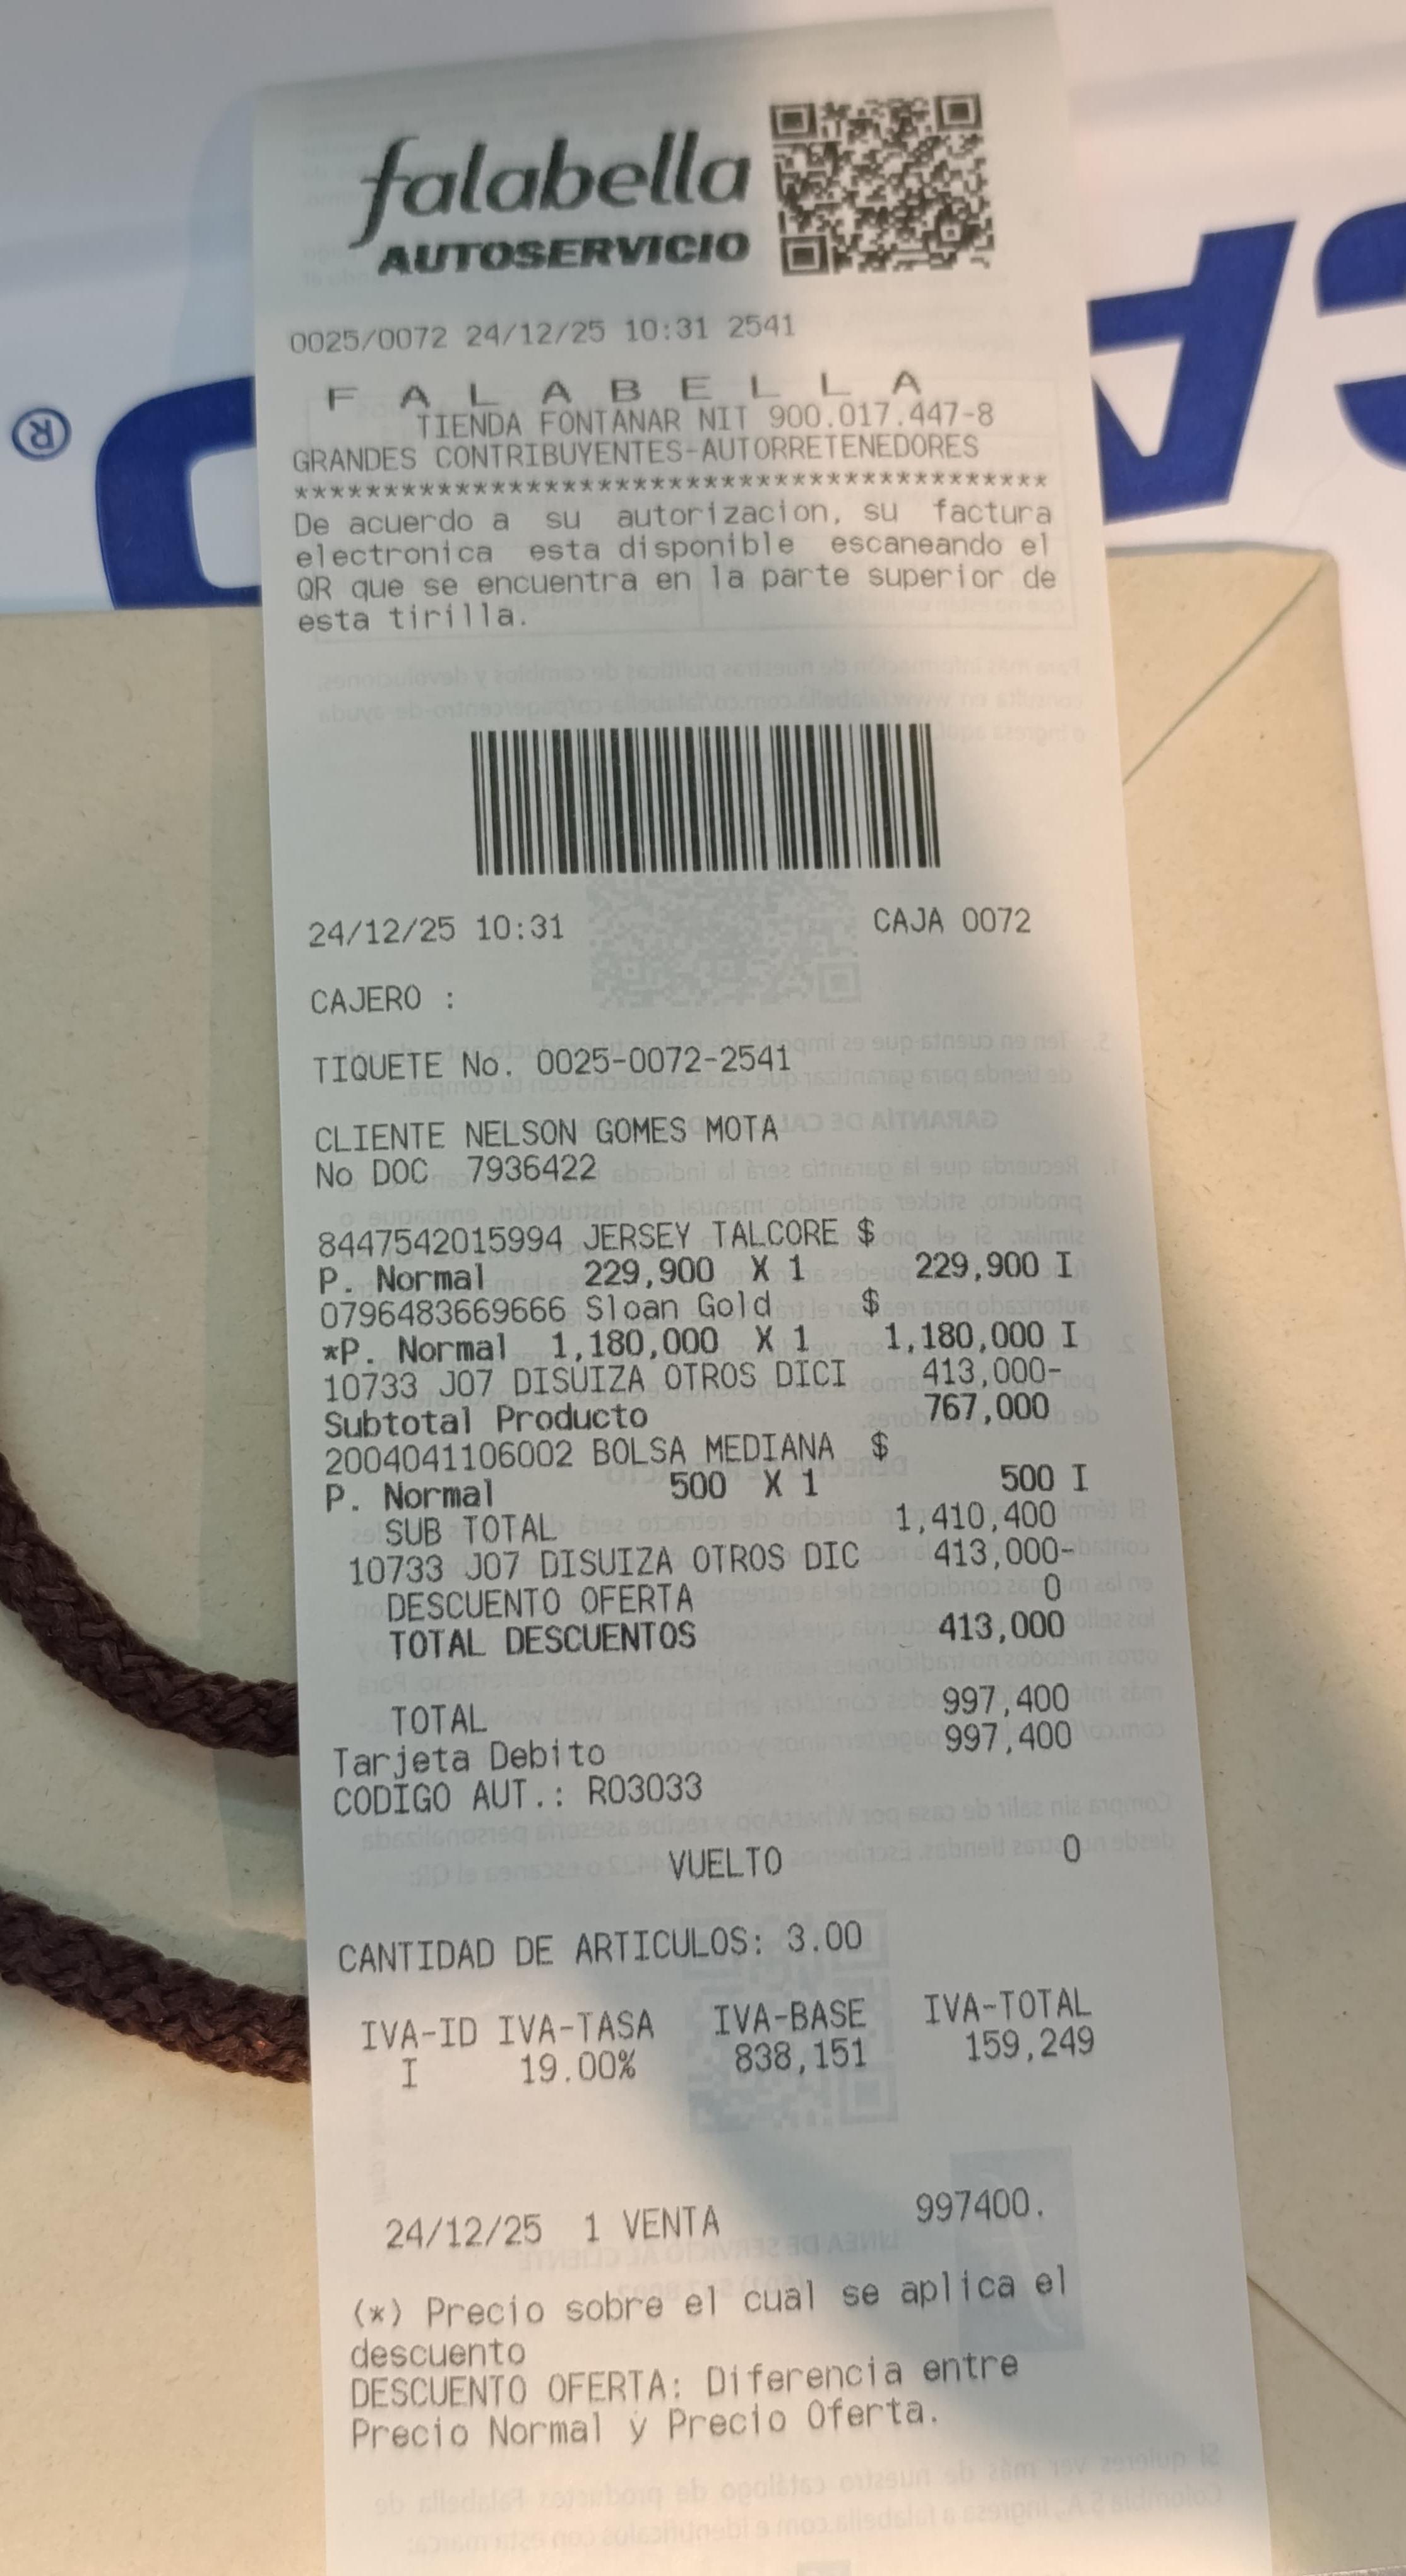 falabella
AUTOSERVICIO
0025/0072 24/12/25 10:31 2541
F A L A B E L L A
TIENDA FONTANAR NIT 900.017.447-8
GRANDES CONTRIBUYENTES-AUTORRETENEDORES
******************************************
De acuerdo a su autorizacion, su factura
electronica esta disponible escaneando el
QR que se encuentra en la parte superior de
esta tirilla.
24/12/25 10:31 CAJA 0072
CAJERO :
TIQUETE No. 0025-0072-2541
CLIENTE NELSON GOMES MOTA
No DOC 7936422
8447542015994 JERSEY TALCORE $
P. Normal 229,900 X 1 229,900 I
0796483669666 Sloan Gold $
*P. Normal 1,180,000 X 1 1,180,000 I
10733 J07 DISUIZA OTROS DICI 413,000-
Subtotal Producto 767,000
2004041106002 BOLSA MEDIANA $
P. Normal 500 X 1 500 I
SUB TOTAL 1,410,400
10733 J07 DISUIZA OTROS DIC 413,000-
DESCUENTO OFERTA 0
TOTAL DESCUENTOS 413,000
TOTAL 997,400
Tarjeta Debito 997,400
CODIGO AUT.: R03033
VUELTO 0
CANTIDAD DE ARTICULOS: 3.00
IVA-ID IVA-TASA IVA-BASE IVA-TOTAL
I 19.00% 838,151 159,249
24/12/25 1 VENTA 997400.
(*) Precio sobre el cual se aplica el
descuento
DESCUENTO OFERTA: Diferencia entre
Precio Normal y Precio Oferta.